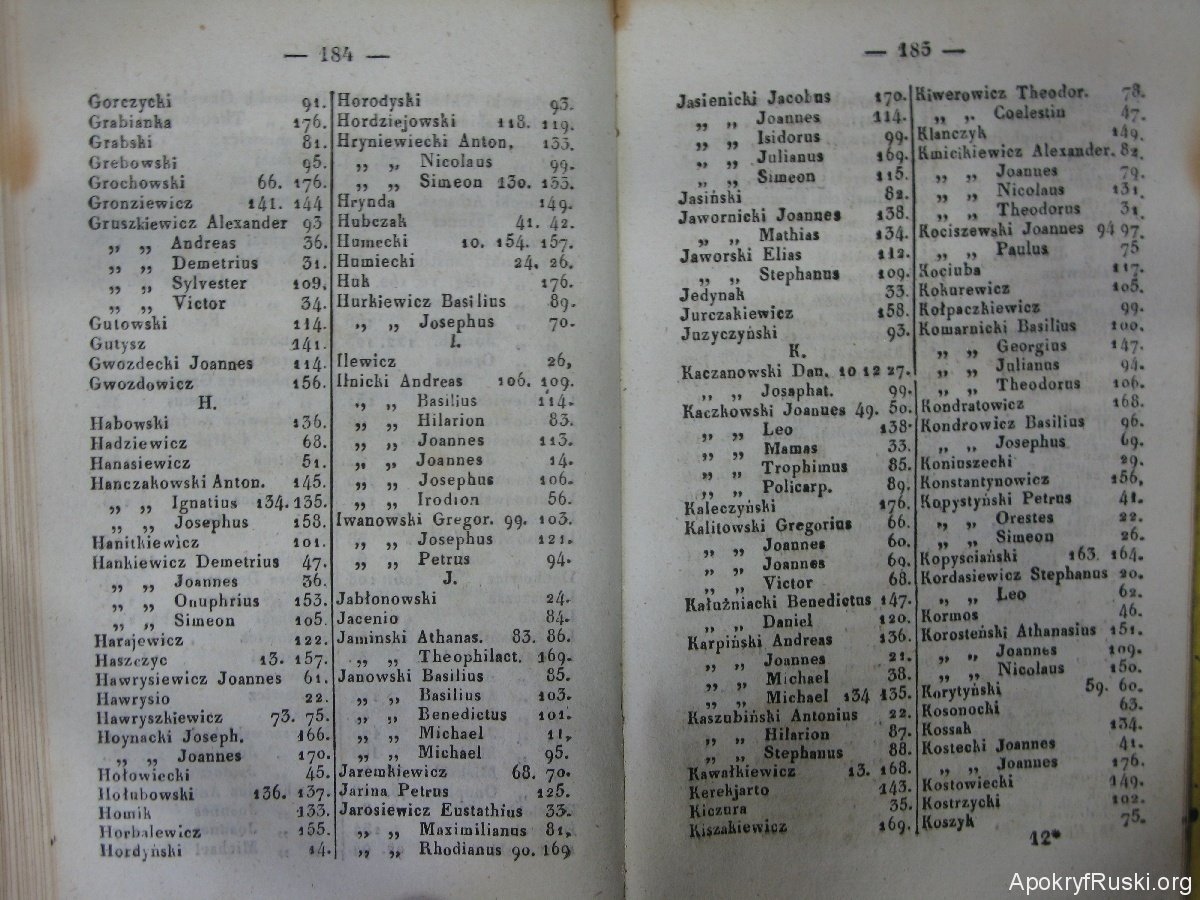 — 184 —
Gorczycki 91.
Grabianka 176.
Grabski 81.
Grebowski 95.
Grochowski 66. 176.
Gronziewicz 141. 144
Gruszkiewicz Alexander 93
„ „ Andreas 36.
„ „ Demetrius 31.
„ „ Sylvester 109.
„ „ Victor 34.
Gutowski 114.
Gutysz 141.
Gwozdecki Joannes 114.
Gwozdowicz 156.
H.
Habowski 136.
Hadziewicz 68.
Hanasiewicz 51.
Hanczakowski Anton. 145.
„ „ Ignatius 134. 135.
„ „ Josephus 158.
Hanitkiewicz 101.
Hankiewicz Demetrius 47.
„ „ Joannes 36.
„ „ Onuphrius 153.
„ „ Simeon 105.
Harajewicz 122.
Haszczyc 13. 157.
Hawrysiewicz Joannes 61.
Hawrysio 22.
Hawryszkiewicz 73. 75.
Hoynacki Joseph. 166.
„ „ Joannes 170.
Hołowiecki 45.
Hołubowski 136. 137.
Homik 133.
Horbalewicz 155.
Hordyński 14.
Horodyski 93.
Hordziejowski 118. 119.
Hryniewiecki Anton. 133.
„ „ Nicolaus 99.
„ „ Simeon 130. 153.
Hrynda 149.
Hubczak 41. 42.
Humecki 10. 154. 157.
Humiecki 24. 26.
Huk 176.
Hurkiewicz Basilius 89.
„ „ Josephus 70.
I.
Ilewicz 26,
Ilnicki Andreas 106. 109.
„ „ Basilius 114.
„ „ Hilarion 83.
„ „ Joannes 113.
„ „ Joannes 14.
„ „ Josephus 106.
„ „ Irodion 56.
Iwanowski Gregor. 99. 103.
„ „ Josephus 121.
„ „ Petrus 94.
J.
Jabłonowski 24.
Jacenio 84.
Jaminski Athanas. 83. 86.
„ „ Theophilact. 169.
Janowski Basilius 85.
„ „ Basilius 103.
„ „ Benedictus 101.
„ „ Michael 11,
„ „ Michael 95.
Jaremkiewicz 68. 70.
Jarina Petrus 125.
Jarosiewicz Eustathius 33.
„ „ Maximilianus 81,
„ „ Rhodianus 90. 169
— 185 —
Jasienicki Jacobus 170.
„ „ Joannes 114.
„ „ Isidorus 99.
„ „ Julianus 169.
„ „ Simeon 115.
Jasiński 82.
Jawornicki Joannes 138.
„ „ Mathias 134.
Jaworski Elias 112.
„ „ Stephanus 109.
Jedynak 33.
Jurczakiewicz 158.
Juzyczyński 93.
K.
Kaczanowski Dan. 10 12 27.
„ „ Josaphat. 99.
Kaczkowski Joannes 49. 50.
„ „ Leo 138.
„ „ Mamas 33.
„ „ Trophimus 85.
„ „ Policarp. 89.
Kaleczyński 176.
Kalitowski Gregorius 66.
„ „ Joannes 60.
„ „ Joannes 69.
„ „ Victor 68.
Kałużniacki Benedictus 147.
„ „ Daniel 120.
Karpiński Andreas 136.
„ „ Joannes 21.
„ „ Michael 38.
„ „ Michael 134 135.
Kaszubiński Antonius 22.
„ „ Hilarion 87.
„ „ Stephanus 88.
Kawałkiewicz 13. 168.
Kerekjarto 143.
Kiczura 35.
Kiszakiewicz 169.
Kiwerowicz Theodor. 78.
„ „ Coelestin 47.
Klanczyk 149.
Kmicikiewicz Alexander. 82.
„ „ Joannes 79.
„ „ Nicolaus 131.
„ „ Theodorus 31.
Kociszewski Joannes 94 97.
„ „ Paulus 75
Kociuba 117.
Kokurewicz 105.
Kołpaczkiewicz 99.
Komarnicki Basilius 100.
„ „ Georgius 147.
„ „ Julianus 94.
„ „ Theodorus 106.
Kondratowicz 168.
Kondrowicz Basilius 96.
„ „ Josephus 69.
Koniuszecki 29.
Konstantynowicz 156,
Kopystyński Petrus 41.
„ „ Orestes 22.
„ „ Simeon 26.
Kopysciański 163. 164.
Kordasiewicz Stephanus 20.
„ „ Leo 62.
Kormos 46.
Korosteński Athanasius 151.
„ „ Joannes 109.
„ „ Nicolaus 150.
Korytyński 59. 60.
Kosonocki 63.
Kossak 134.
Kostecki Joannes 41.
„ „ Joannes 176.
Kostowiecki 149.
Kostrzycki 102.
Koszyk 75.
12*
ApokryfRuski.org